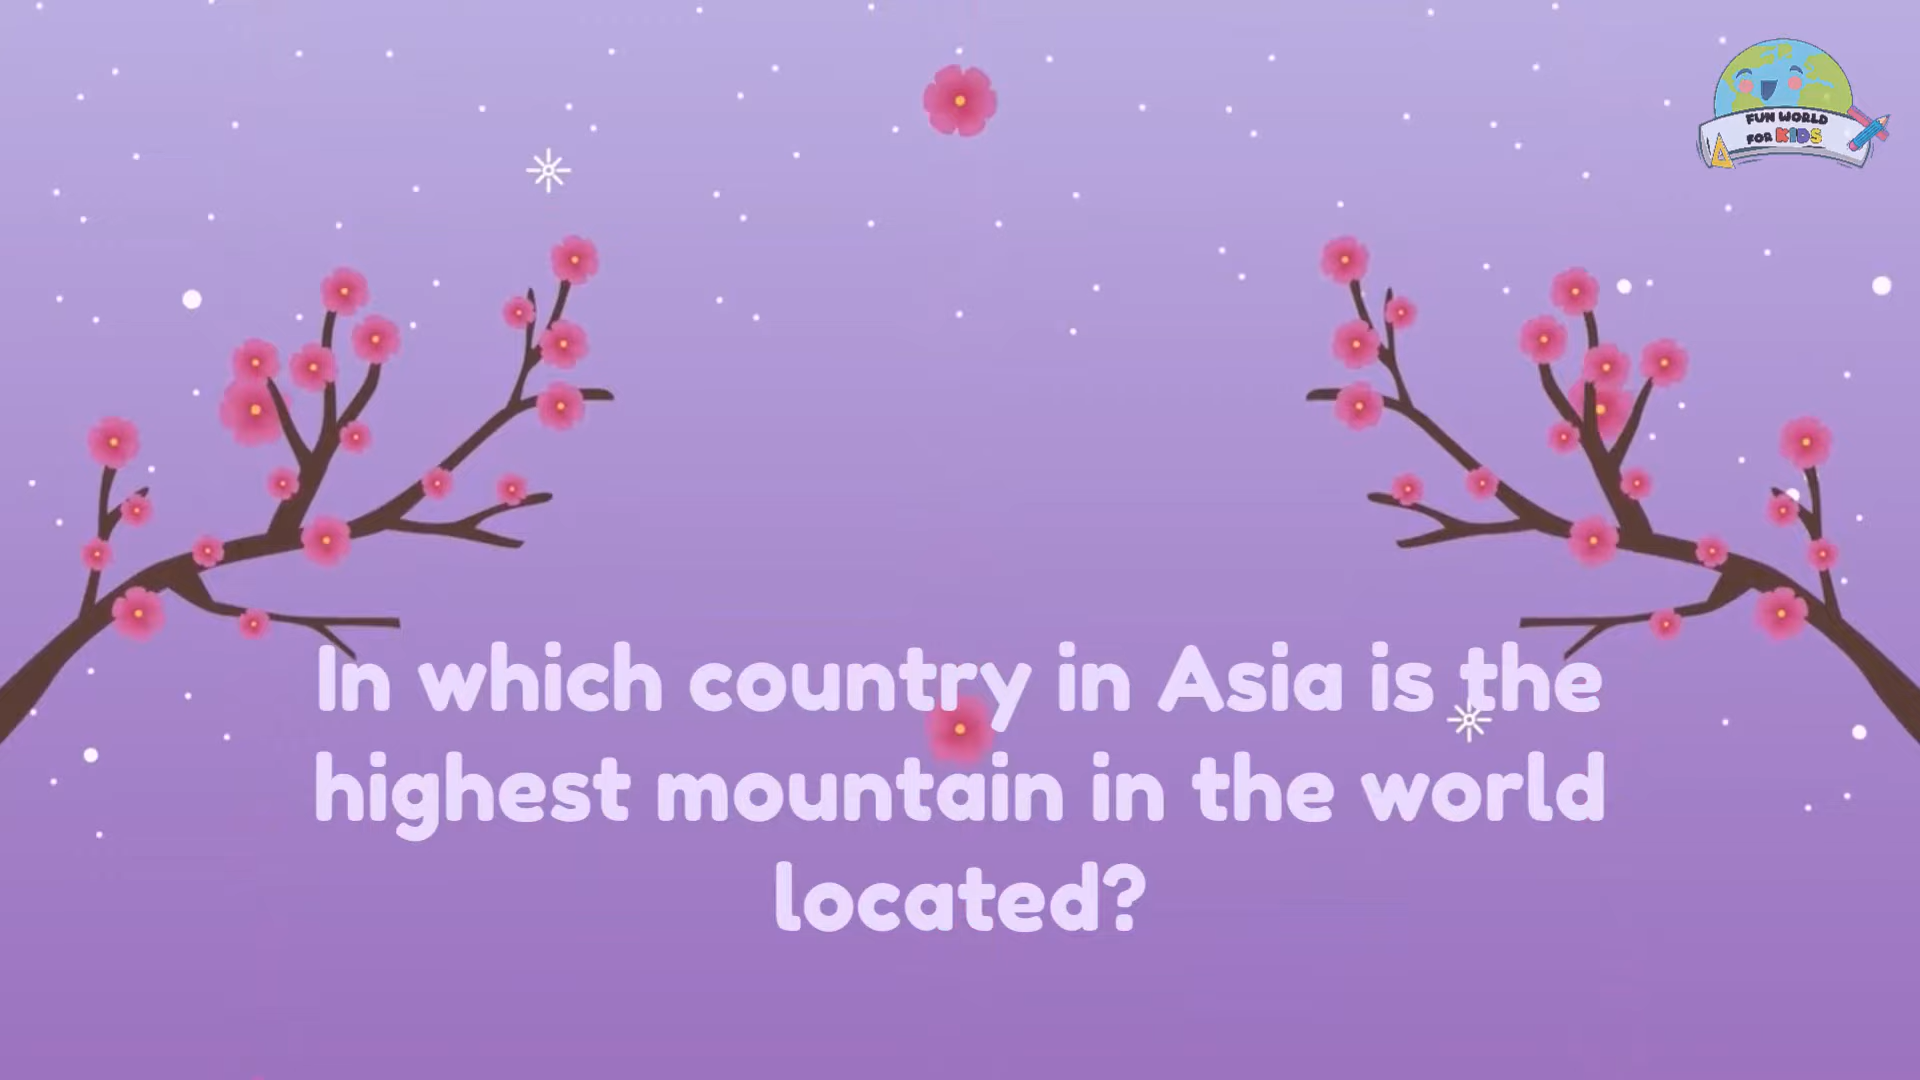 FUN WORLD
FOR KIDS
In which country in Asia is the
highest mountain in the world
located?